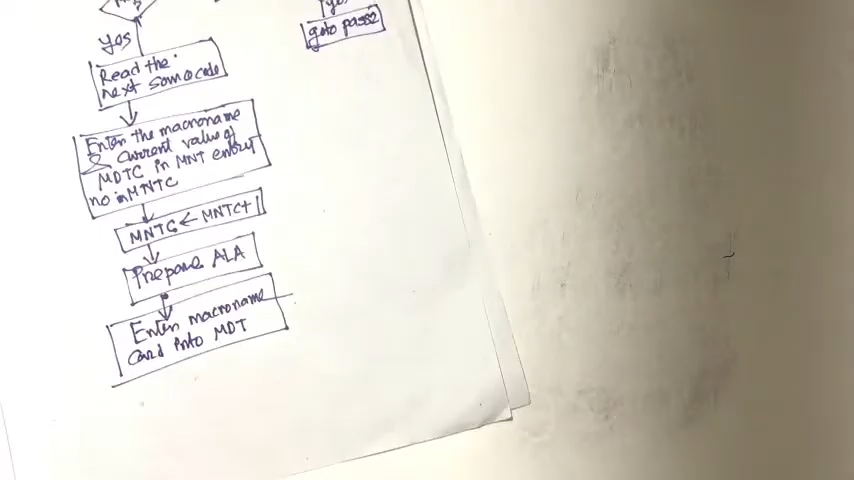 Yes
goto pass2
Read the
next source code
Enter the macroname
& current value of
MDTC in MNT entry
no in MNTC
MNTC ← MNTC+1
Prepare ALA
Enter macroname
card into MDT